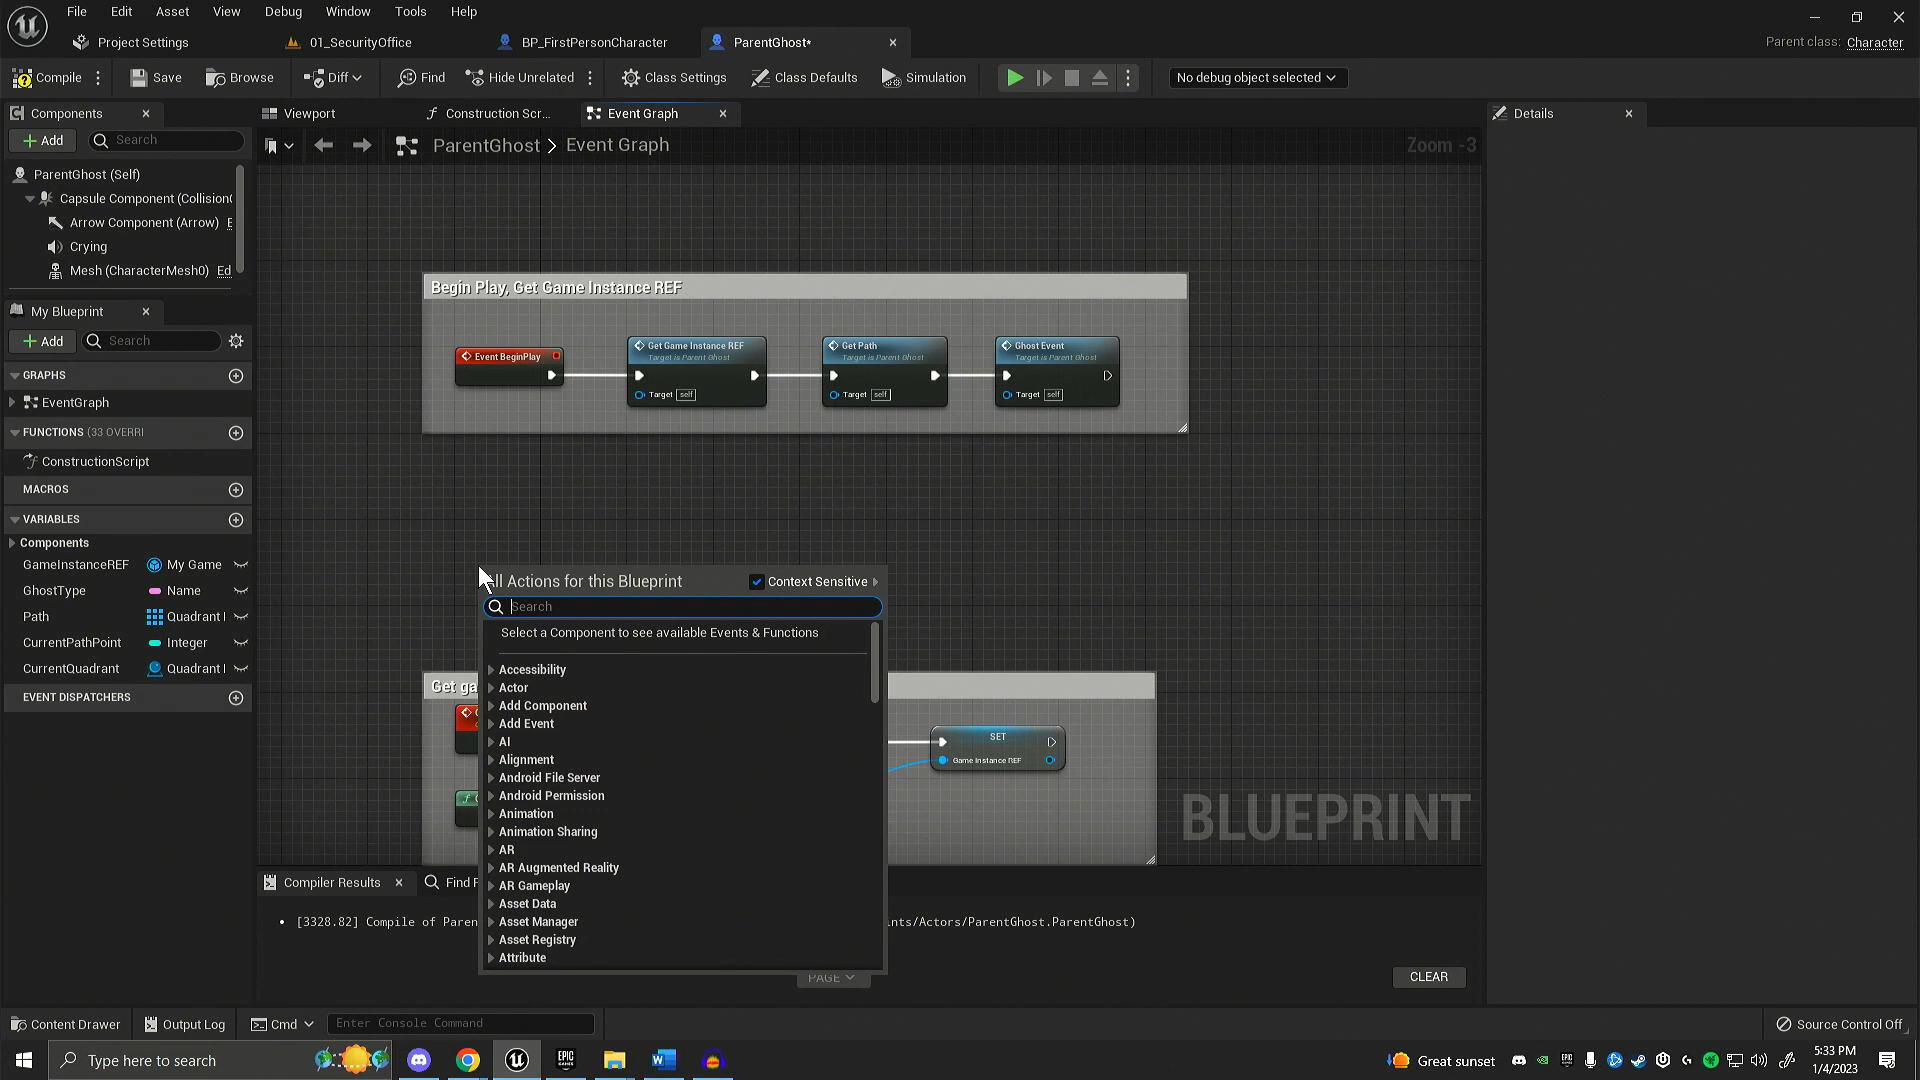 File Edit Asset View Debug Window Tools Help
Project Settings 01_SecurityOffice BP_FirstPersonCharacter ParentGhost* Parent class: Character
Compile Save Browse Diff Find Hide Unrelated Class Settings Class Defaults Simulation No debug object selected
Components Viewport Construction Scr... Event Graph Details
Add Search ParentGhost > Event Graph Zoom -3
ParentGhost (Self)
Capsule Component (Collision
Arrow Component (Arrow) E
Crying
Mesh (CharacterMesh0) Ed
My Blueprint
Add Search
GRAPHS
EventGraph
FUNCTIONS (33 OVERRI
ConstructionScript
MACROS
VARIABLES
Components
GameInstanceREF My Game
GhostType Name
Path Quadrant
CurrentPathPoint Integer
CurrentQuadrant Quadrant
EVENT DISPATCHERS
Begin Play, Get Game Instance REF
Event BeginPlay
Get Game Instance REF
Target is Parent Ghost
Target self
Get Path
Target is Parent Ghost
Target self
Ghost Event
Target is Parent Ghost
Target self
ll Actions for this Blueprint Context Sensitive
Search
Select a Component to see available Events & Functions
Accessibility
Actor
Add Component
Add Event
AI
Alignment
Android File Server
Android Permission
Animation
Animation Sharing
AR
AR Augmented Reality
AR Gameplay
Asset Data
Asset Manager
Asset Registry
Attribute
Get ga
SET
Game Instance REF
BLUEPRINT
Compiler Results Find
[3328.82] Compile of Paren nts/Actors/ParentGhost.ParentGhost)
PAGE CLEAR
Content Drawer Output Log Cmd Enter Console Command Source Control Off
Type here to search EPIC GAMES W Great sunset 5:33 PM
1/4/2023